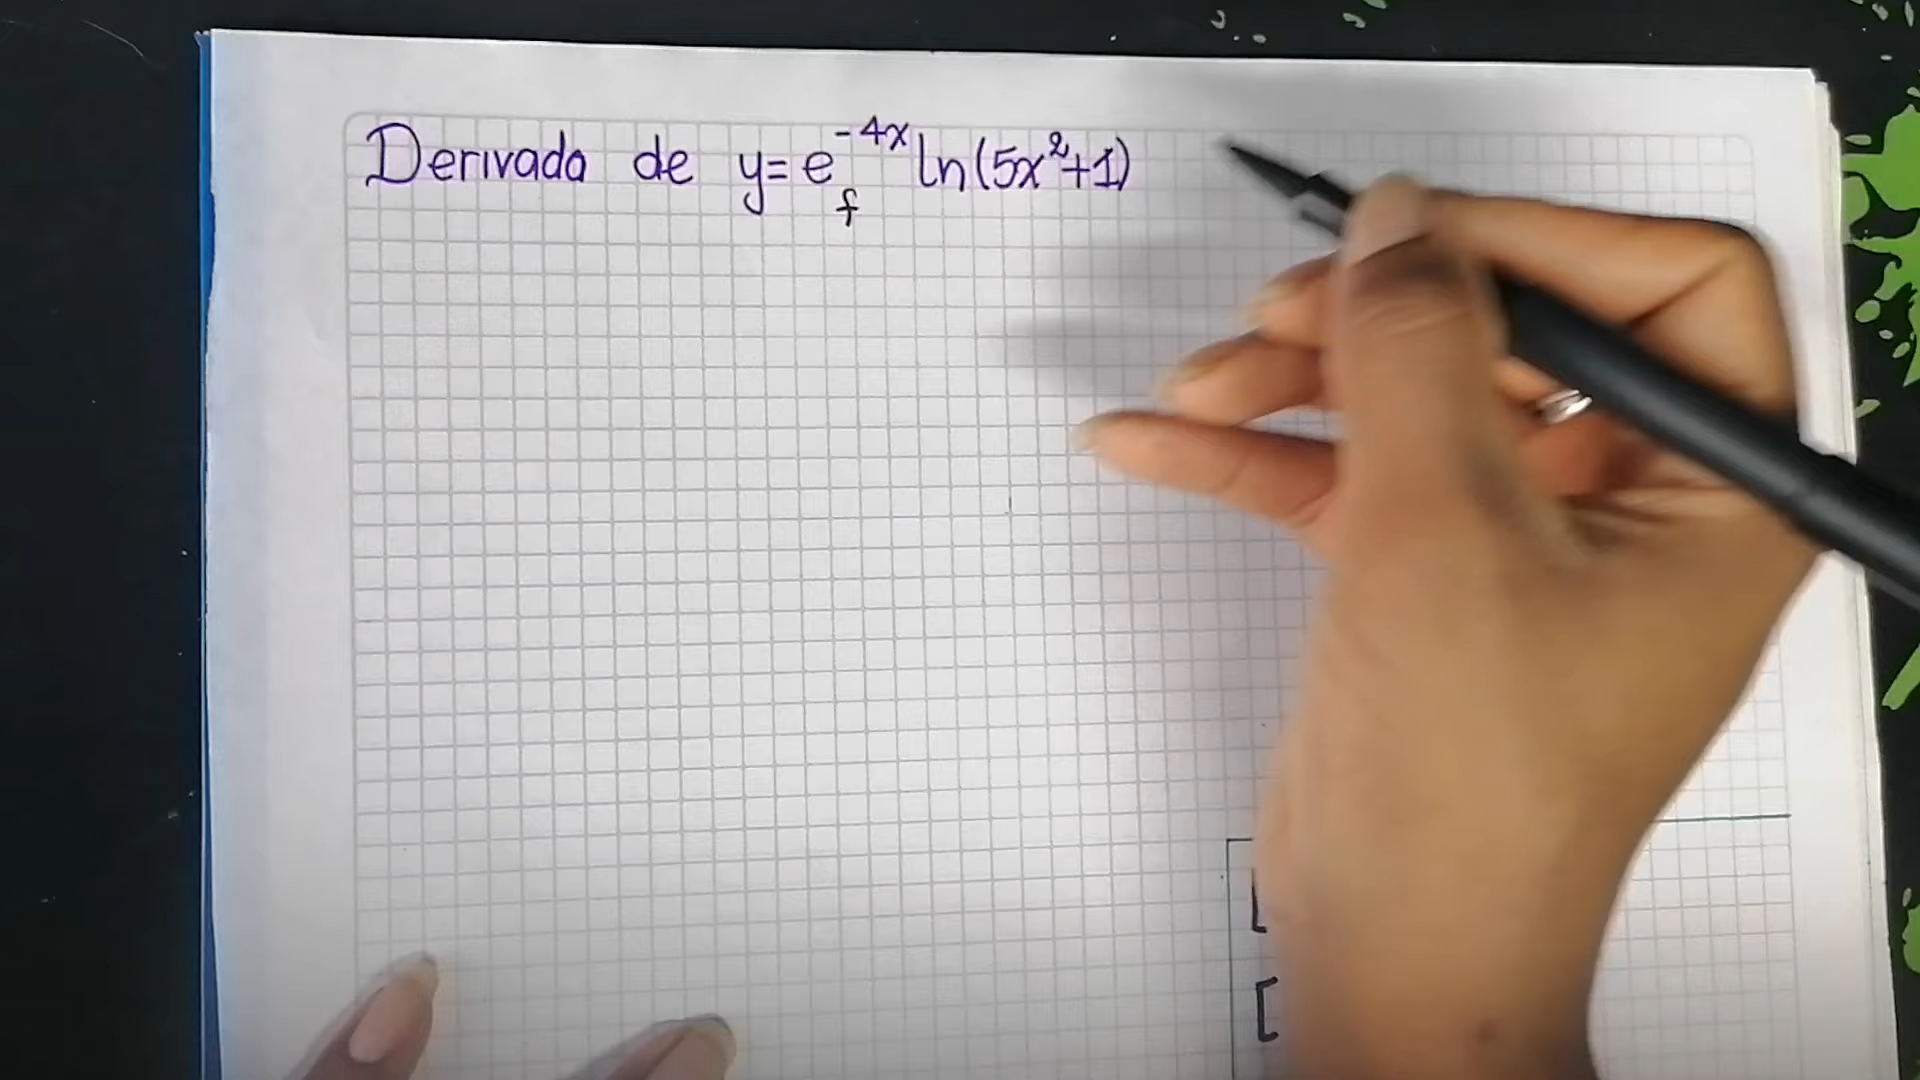 Derivada de y=e^{-4x} ln(5x²+1)
f
[
[